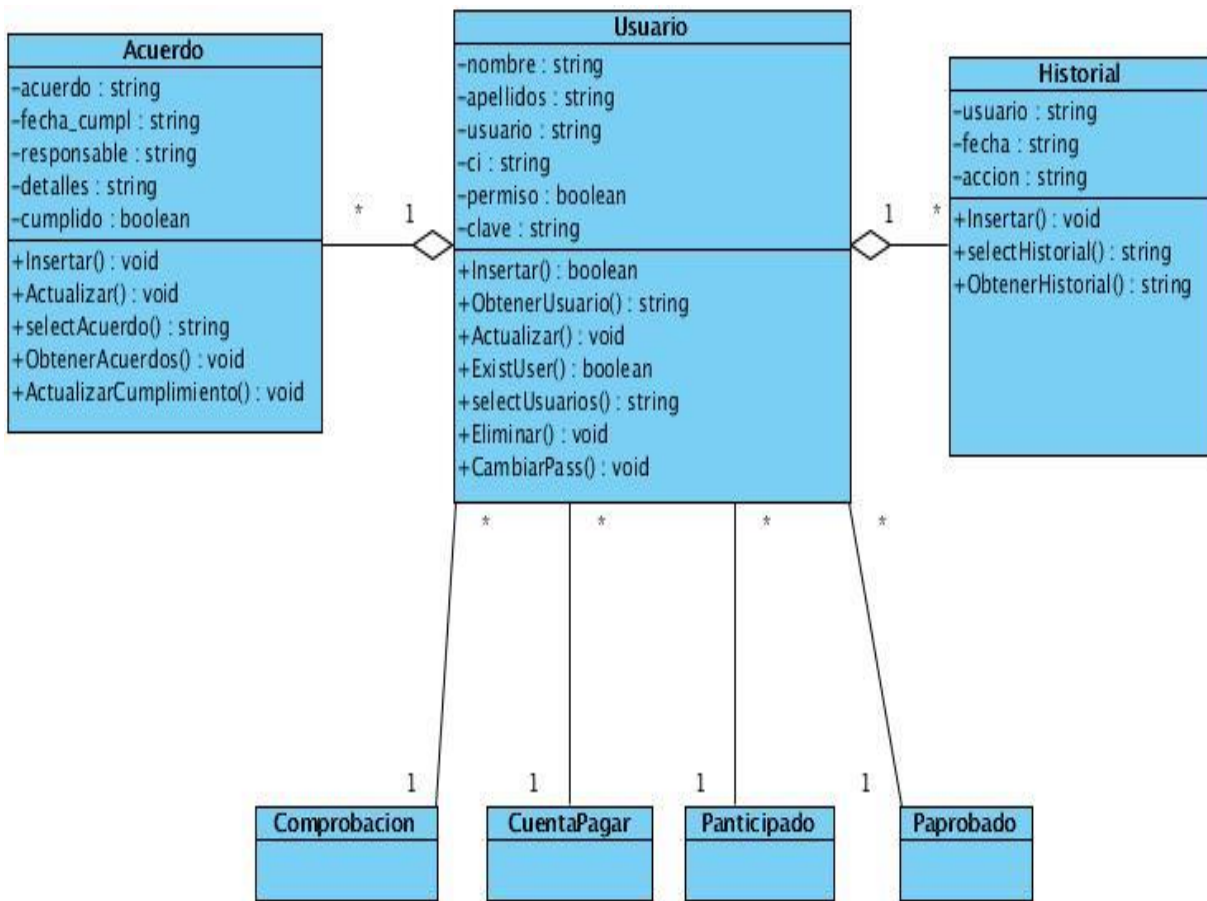 Acuerdo
-acuerdo : string
-fecha_cumpl : string
-responsable : string
-detalles : string
-cumplido : boolean
+Insertar() : void
+Actualizar() : void
+selectAcuerdo() : string
+ObtenerAcuerdos() : void
+ActualizarCumplimiento() : void
* 1
Usuario
-nombre : string
-apellidos : string
-usuario : string
-ci : string
-permiso : boolean
-clave : string
+Insertar() : boolean
+ObtenerUsuario() : string
+Actualizar() : void
+ExistUser() : boolean
+selectUsuarios() : string
+Eliminar() : void
+CambiarPass() : void
1 *
Historial
-usuario : string
-fecha : string
-accion : string
+Insertar() : void
+selectHistorial() : string
+ObtenerHistorial() : string
* * * *
1 1 1 1
Comprobacion
CuentaPagar
Panticipado
Paprobado